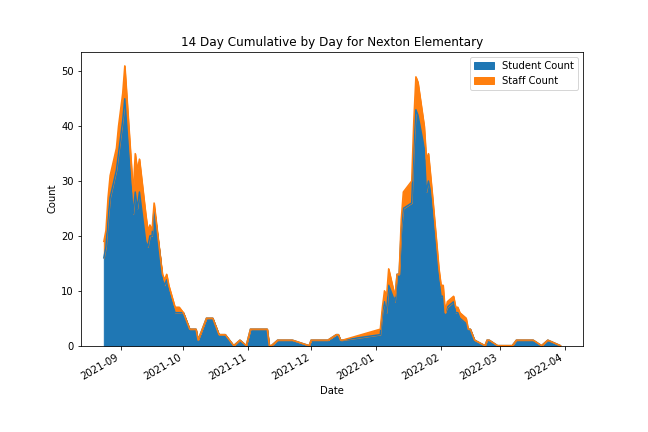 14 Day Cumulative by Day for Nexton Elementary
Student Count
Staff Count
50
40
30
20
10
0
Count
2021-09
2021-10
2021-11
2021-12
2022-01
2022-02
2022-03
2022-04
Date